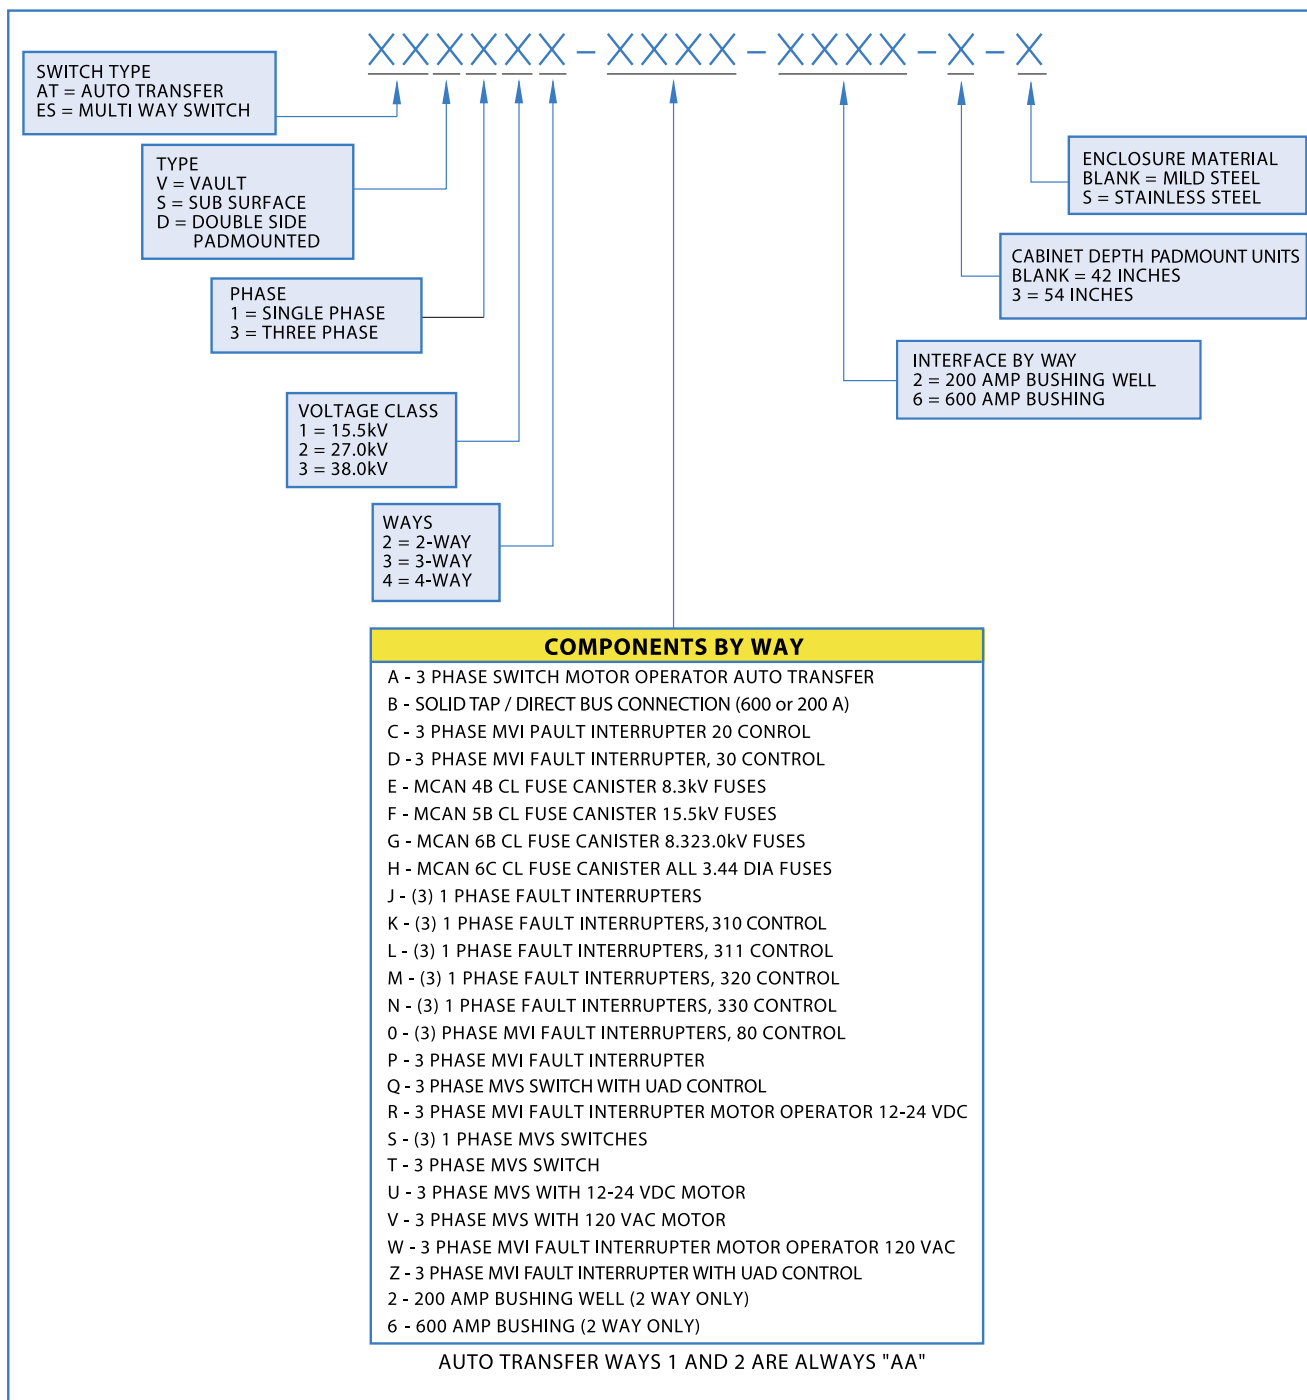 XXXXXX - XXXX - XXXX - X - X
SWITCH TYPE
AT = AUTO TRANSFER
ES = MULTI WAY SWITCH
TYPE
V = VAULT
S = SUB SURFACE
D = DOUBLE SIDE
PADMOUNTED
PHASE
1 = SINGLE PHASE
3 = THREE PHASE
VOLTAGE CLASS
1 = 15.5kV
2 = 27.0kV
3 = 38.0kV
WAYS
2 = 2-WAY
3 = 3-WAY
4 = 4-WAY
ENCLOSURE MATERIAL
BLANK = MILD STEEL
S = STAINLESS STEEL
CABINET DEPTH PADMOUNT UNITS
BLANK = 42 INCHES
3 = 54 INCHES
INTERFACE BY WAY
2 = 200 AMP BUSHING WELL
6 = 600 AMP BUSHING
COMPONENTS BY WAY
A - 3 PHASE SWITCH MOTOR OPERATOR AUTO TRANSFER
B - SOLID TAP / DIRECT BUS CONNECTION (600 or 200 A)
C - 3 PHASE MVI PAULT INTERRUPTER 20 CONROL
D - 3 PHASE MVI FAULT INTERRUPTER, 30 CONTROL
E - MCAN 4B CL FUSE CANISTER 8.3kV FUSES
F - MCAN 5B CL FUSE CANISTER 15.5kV FUSES
G - MCAN 6B CL FUSE CANISTER 8.323.0kV FUSES
H - MCAN 6C CL FUSE CANISTER ALL 3.44 DIA FUSES
J - (3) 1 PHASE FAULT INTERRUPTERS
K - (3) 1 PHASE FAULT INTERRUPTERS, 310 CONTROL
L - (3) 1 PHASE FAULT INTERRUPTERS, 311 CONTROL
M - (3) 1 PHASE FAULT INTERRUPTERS, 320 CONTROL
N - (3) 1 PHASE FAULT INTERRUPTERS, 330 CONTROL
0 - (3) PHASE MVI FAULT INTERRUPTERS, 80 CONTROL
P - 3 PHASE MVI FAULT INTERRUPTER
Q - 3 PHASE MVS SWITCH WITH UAD CONTROL
R - 3 PHASE MVI FAULT INTERRUPTER MOTOR OPERATOR 12-24 VDC
S - (3) 1 PHASE MVS SWITCHES
T - 3 PHASE MVS SWITCH
U - 3 PHASE MVS WITH 12-24 VDC MOTOR
V - 3 PHASE MVS WITH 120 VAC MOTOR
W - 3 PHASE MVI FAULT INTERRUPTER MOTOR OPERATOR 120 VAC
Z - 3 PHASE MVI FAULT INTERRUPTER WITH UAD CONTROL
2 - 200 AMP BUSHING WELL (2 WAY ONLY)
6 - 600 AMP BUSHING (2 WAY ONLY)
AUTO TRANSFER WAYS 1 AND 2 ARE ALWAYS "AA"